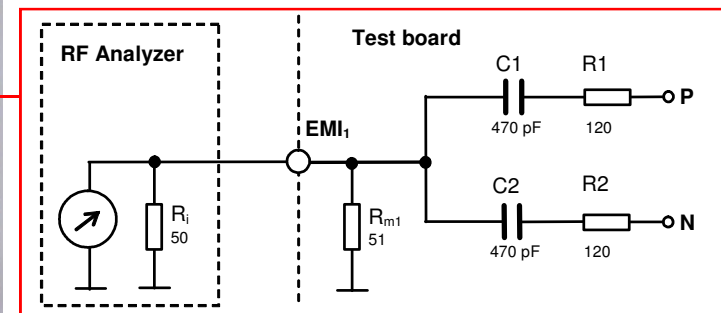 RF Analyzer
Test board
C1
R1
P
470 pF
120
EMI₁
C2
R2
N
470 pF
120
Rᵢ
50
Rₘ₁
51